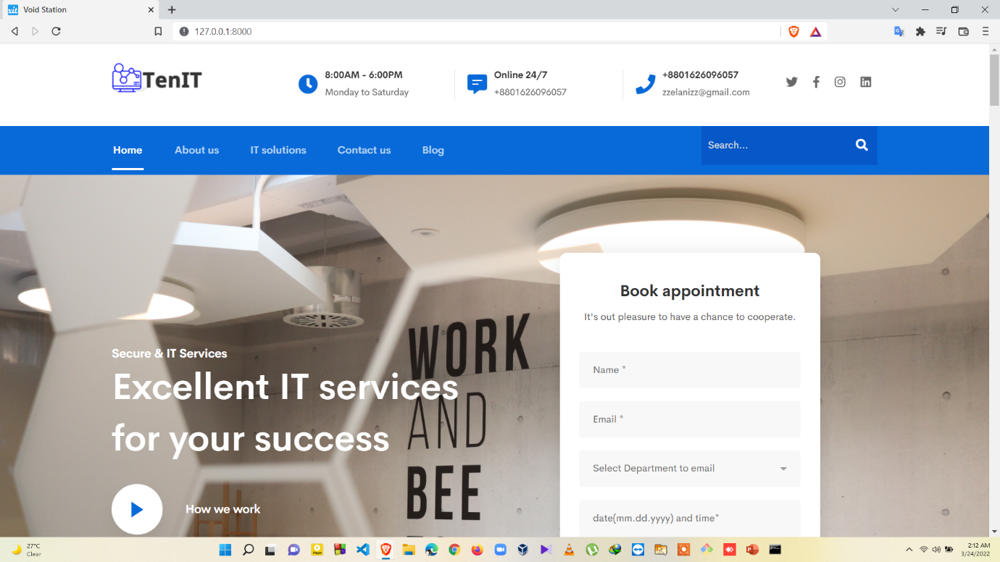 xit Void Station
127.0.0.1:8000
TenIT
8:00AM - 6:00PM
Monday to Saturday
Online 24/7
+8801626096057
+8801626096057
zzelanizz@gmail.com
Home
About us
IT solutions
Contact us
Blog
Search...
Book appointment
It's out pleasure to have a chance to cooperate.
Name *
Email *
Select Department to email
date(mm.dd.yyyy) and time*
Secure & IT Services
Excellent IT services
for your success
How we work
WORK
AND
BEE
27°C
Clear
2:12 AM
3/24/2022